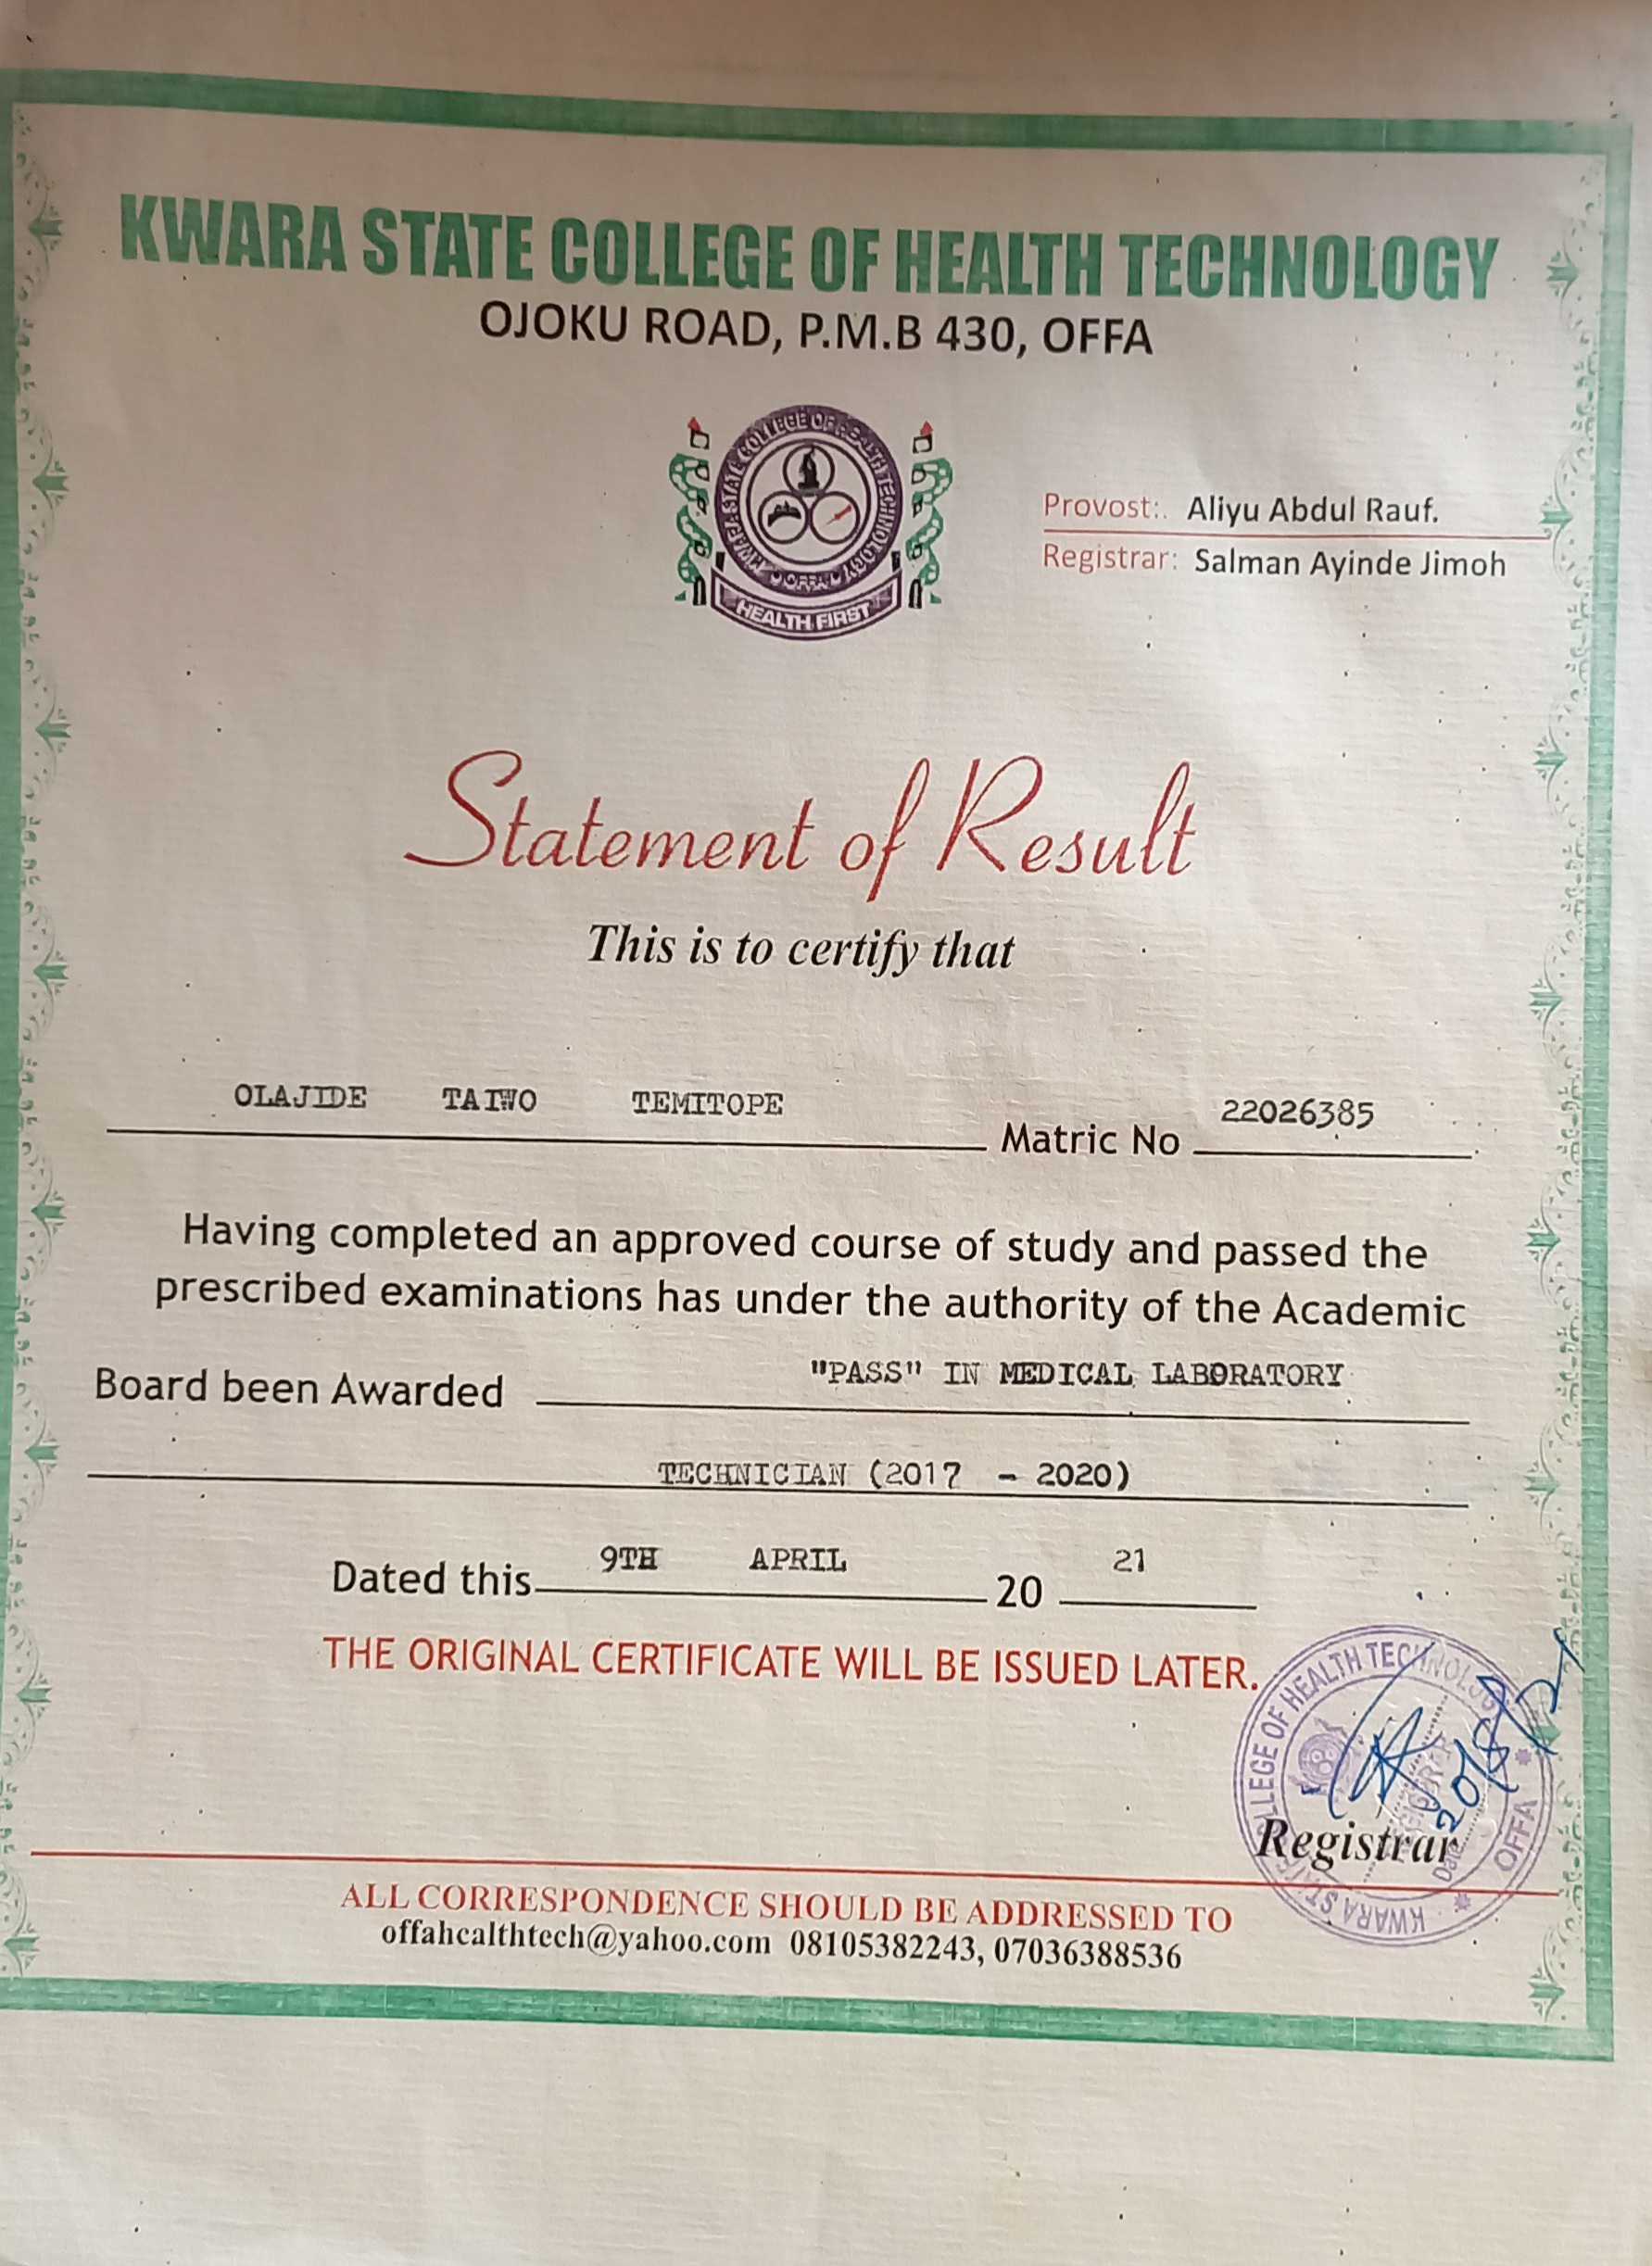 KWARA STATE COLLEGE OF HEALTH TECHNOLOGY
OJOKU ROAD, P.M.B 430, OFFA
KWARA STATE COLLEGE OF HEALTH TECHNOLOGY
OFFA
HEALTH FIRST
Provost:. Aliyu Abdul Rauf.
Registrar: Salman Ayinde Jimoh
Statement of Result
This is to certify that
OLAJIDE TAIWO TEMITOPE Matric No 22026385
Having completed an approved course of study and passed the
prescribed examinations has under the authority of the Academic
Board been Awarded "PASS" IN MEDICAL LABORATORY
TECHNICIAN (2017 - 2020)
Dated this 9TH APRIL 20 21
THE ORIGINAL CERTIFICATE WILL BE ISSUED LATER.
KWARA STATE COLLEGE OF HEALTH TECHNOLOGY
OFFA
Date
Registrar
ALL CORRESPONDENCE SHOULD BE ADDRESSED TO
offahealthtech@yahoo.com 08105382243, 07036388536